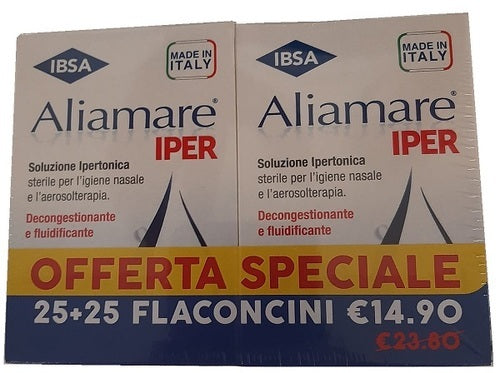 IBSA
MADE IN
ITALY
Aliamare®
IPER
Soluzione Ipertonica
sterile per l'igiene nasale
e l'aerosolterapia.
Decongestionante
e fluidificante
IBSA
MADE IN
ITALY
Aliamare®
IPER
Soluzione Ipertonica
sterile per l'igiene nasale
e l'aerosolterapia.
Decongestionante
e fluidificante
OFFERTA SPECIALE
25+25 FLACONCINI €14.90
€23.80